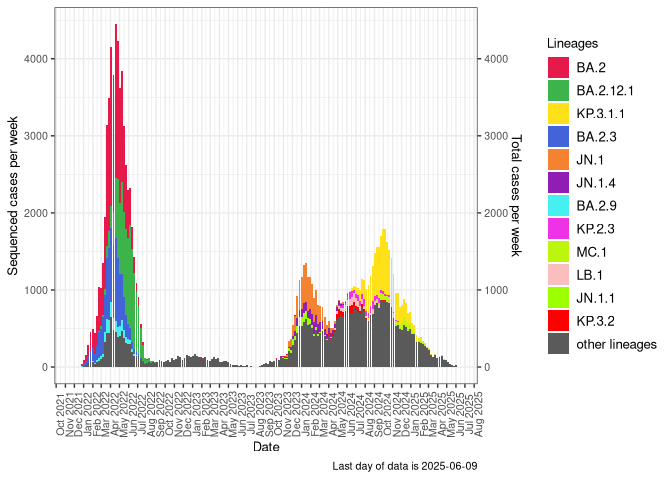 Lineages
BA.2
BA.2.12.1
KP.3.1.1
BA.2.3
JN.1
JN.1.4
BA.2.9
KP.2.3
MC.1
LB.1
JN.1.1
KP.3.2
other lineages
Sequenced cases per week
4000
3000
2000
1000
0
Total cases per week
4000
3000
2000
1000
0
Oct 2021
Nov 2021
Dec 2021
Jan 2022
Feb 2022
Mar 2022
Apr 2022
May 2022
Jun 2022
Jul 2022
Aug 2022
Sep 2022
Oct 2022
Nov 2022
Dec 2022
Jan 2023
Feb 2023
Mar 2023
Apr 2023
May 2023
Jun 2023
Jul 2023
Aug 2023
Sep 2023
Oct 2023
Nov 2023
Dec 2023
Jan 2024
Feb 2024
Mar 2024
Apr 2024
May 2024
Jun 2024
Jul 2024
Aug 2024
Sep 2024
Oct 2024
Nov 2024
Dec 2024
Jan 2025
Feb 2025
Mar 2025
Apr 2025
May 2025
Jun 2025
Jul 2025
Aug 2025
Date
Last day of data is 2025-06-09